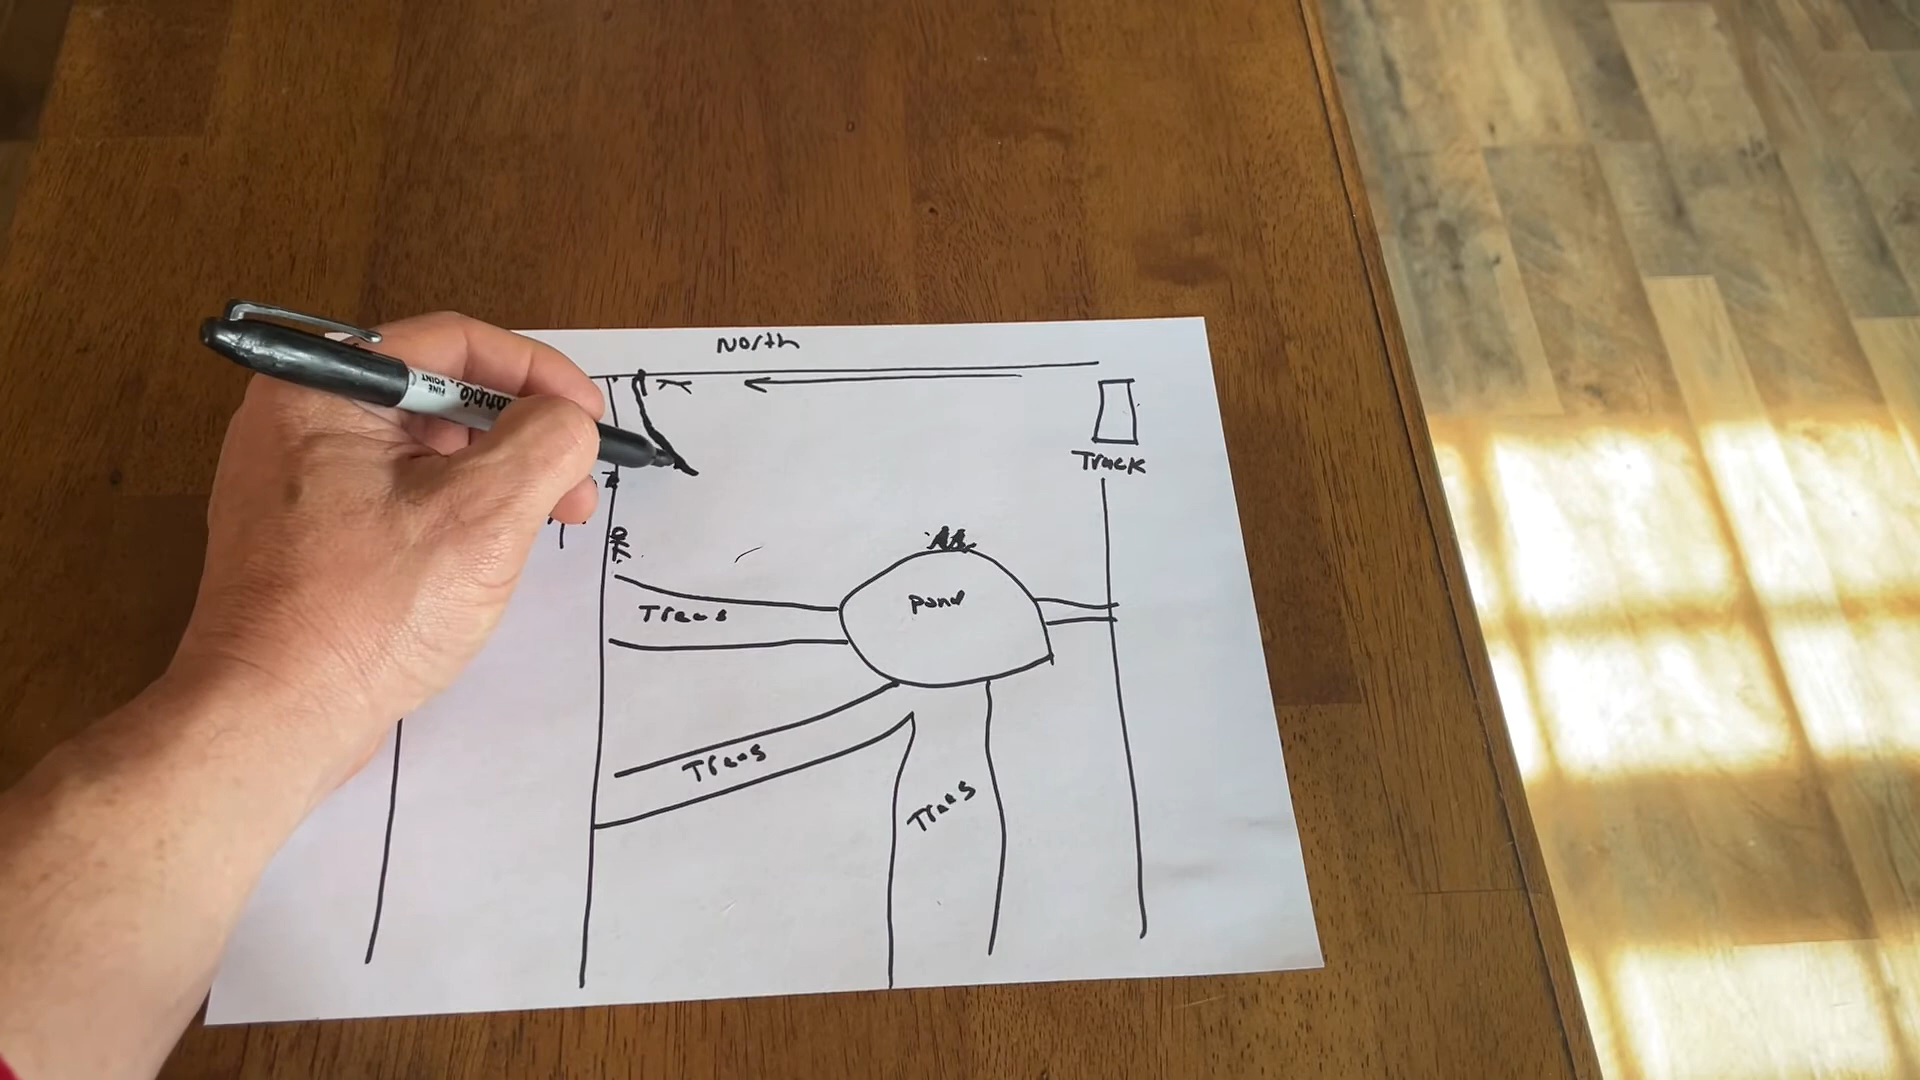 North
Truck
pond
Trees
Trees
Trees
FINE
POINT